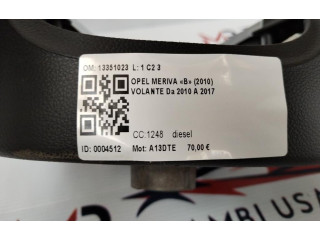 OM: 13351023 L: 1 C2 3
OPEL MERIVA «B» (2010)
VOLANTE Da 2010 A 2017
CC:1248 diesel
ID: 0004512 Mot: A13DTE 70,00 €